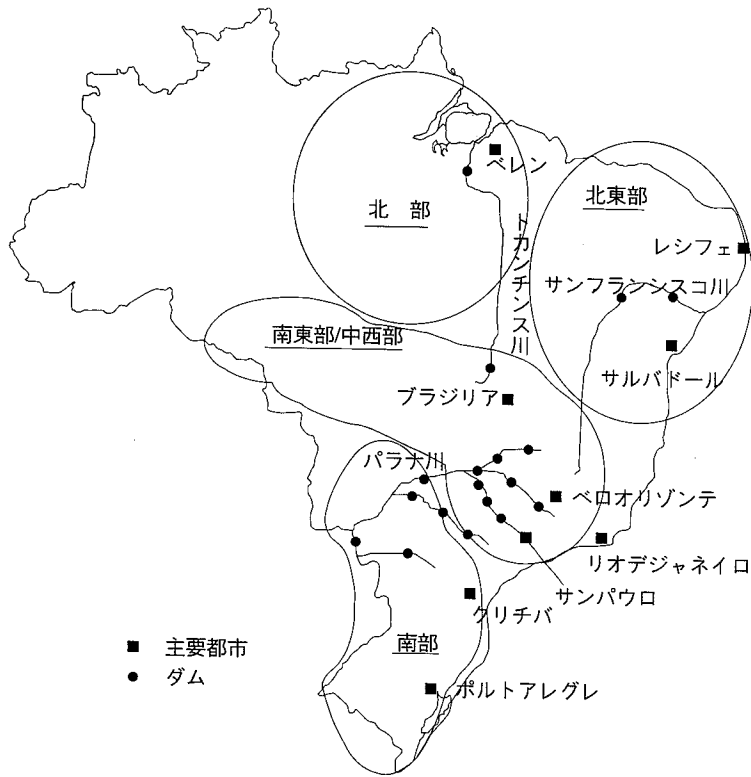 ベレン
北 部
北東部
トカンチンス川
レシフェ
サンフランシスコ川
南東部/中西部
サルバドール
ブラジリア
パラナ川
ベロオリゾンテ
リオデジャネイロ
サンパウロ
クリチバ
南部
■ 主要都市
● ダム
ポルトアレグレ